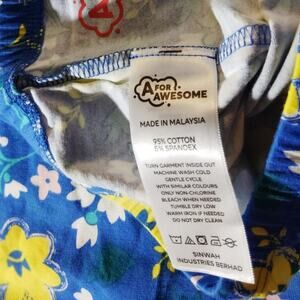 4
A FOR
AWESOME
MADE IN MALAYSIA
95% COTTON
5% SPANDEX
TURN GARMENT INSIDE OUT
MACHINE WASH COLD
GENTLE CYCLE
WITH SIMILAR COLOURS
ONLY NON-CHLORINE
BLEACH WHEN NEEDED
TUMBLE DRY LOW
WARM IRON IF NEEDED
DO NOT DRY CLEAN
SINWAH
INDUSTRIES BERHAD